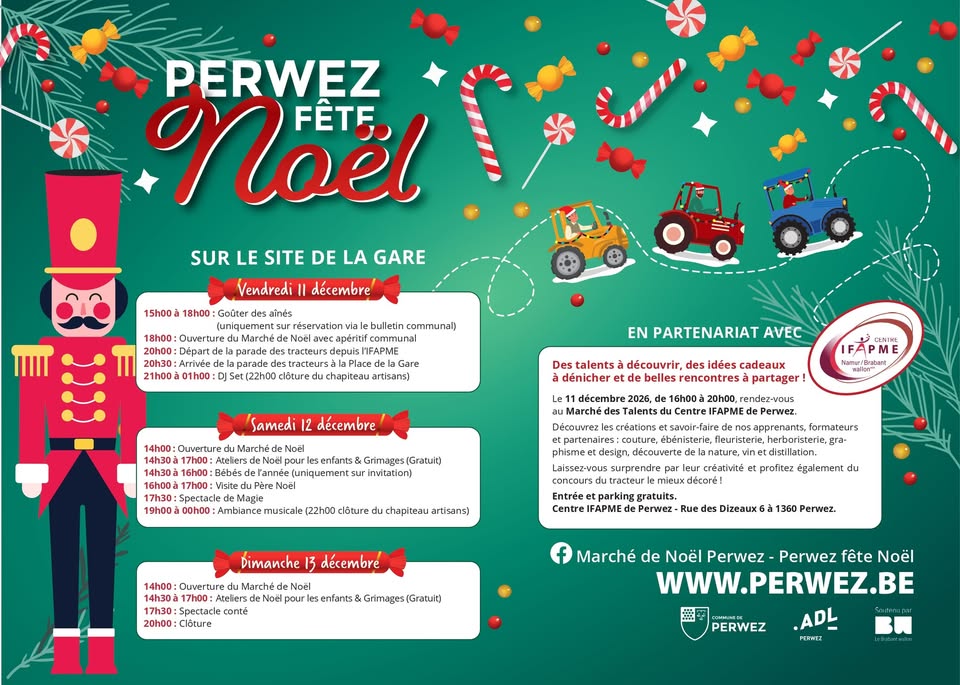 PERWEZ
FÊTE
Noël
SUR LE SITE DE LA GARE
Vendredi 11 décembre
15h00 à 18h00 : Goûter des aînés
(uniquement sur réservation via le bulletin communal)
18h00 : Ouverture du Marché de Noël avec apéritif communal
20h00 : Départ de la parade des tracteurs depuis l'IFAPME
20h30 : Arrivée de la parade des tracteurs à la Place de la Gare
21h00 à 01h00 : DJ Set (22h00 clôture du chapiteau artisans)
Samedi 12 décembre
14h00 : Ouverture du Marché de Noël
14h30 à 17h00 : Ateliers de Noël pour les enfants & Grimages (Gratuit)
14h30 à 16h00 : Bébés de l'année (uniquement sur invitation)
16h00 à 17h00 : Visite du Père Noël
17h30 : Spectacle de Magie
19h00 à 00h00 : Ambiance musicale (22h00 clôture du chapiteau artisans)
Dimanche 13 décembre
14h00 : Ouverture du Marché de Noël
14h30 à 17h00 : Ateliers de Noël pour les enfants & Grimages (Gratuit)
17h30 : Spectacle conté
20h00 : Clôture
EN PARTENARIAT AVEC
CENTRE
IFAPME
Namur / Brabant
wallon
Des talents à découvrir, des idées cadeaux
à dénicher et de belles rencontres à partager !
Le 11 décembre 2026, de 16h00 à 20h00, rendez-vous
au Marché des Talents du Centre IFAPME de Perwez.
Découvrez les créations et savoir-faire de nos apprenants, formateurs
et partenaires : couture, ébénisterie, fleuristerie, herboristerie, gra-
phisme et design, découverte de la nature, vin et distillation.
Laissez-vous surprendre par leur créativité et profitez également du
concours du tracteur le mieux décoré !
Entrée et parking gratuits.
Centre IFAPME de Perwez - Rue des Dizeaux 6 à 1360 Perwez.
Marché de Noël Perwez - Perwez fête Noël
WWW.PERWEZ.BE
COMMUNE DE
PERWEZ
.ADL
PERWEZ
Soutenu par
BW
Le Brabant wallon